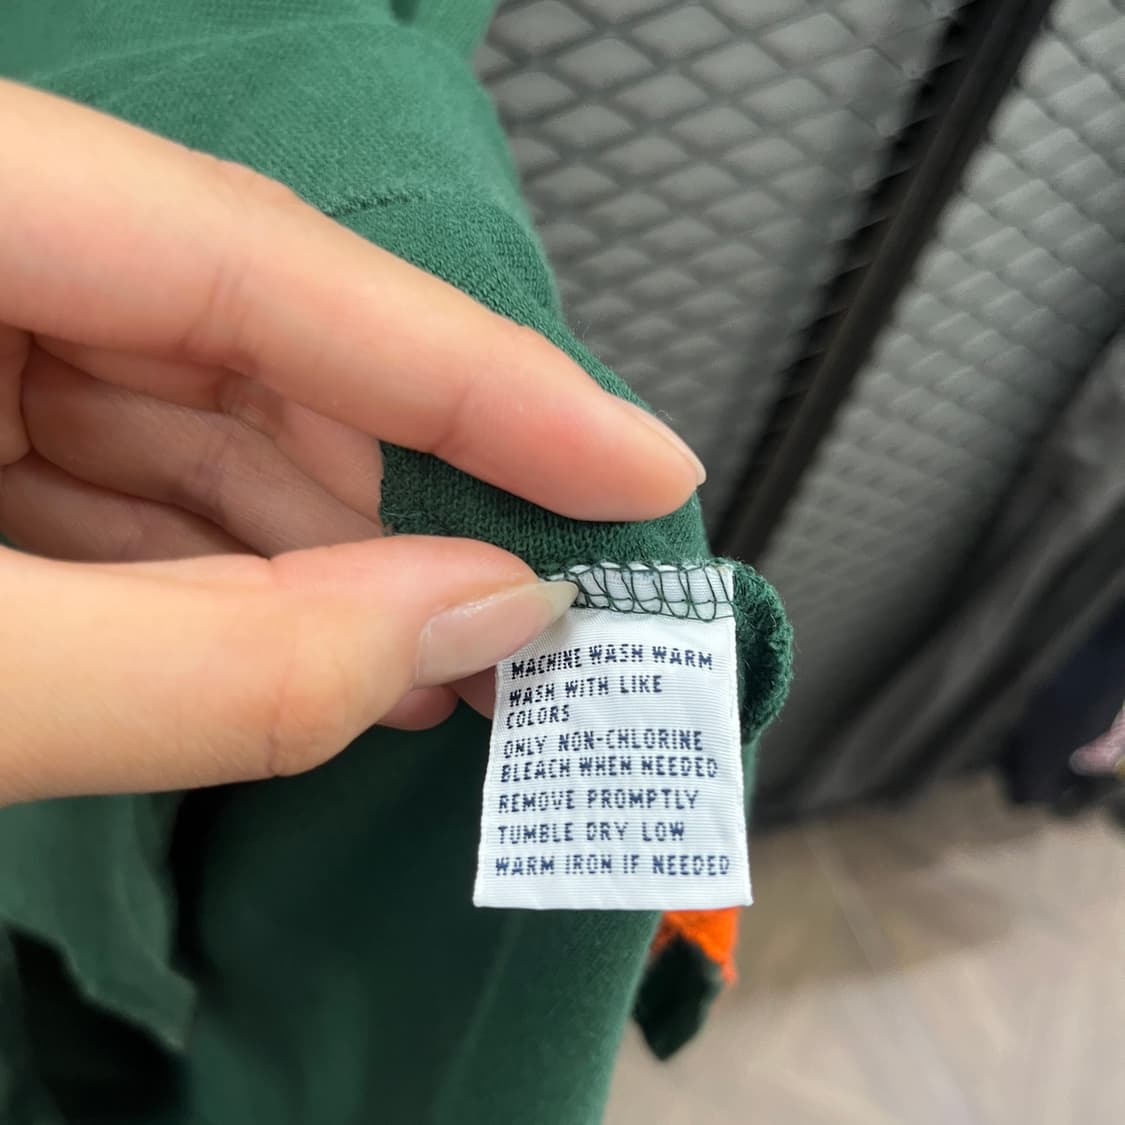 MACHINE WASH WARM
WASH WITH LIKE
COLORS
ONLY NON-CHLORINE
BLEACH WHEN NEEDED
REMOVE PROMPTLY
TUMBLE DRY LOW
WARM IRON IF NEEDED